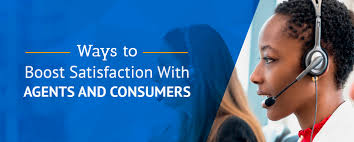 Ways to
Boost Satisfaction With
AGENTS AND CONSUMERS